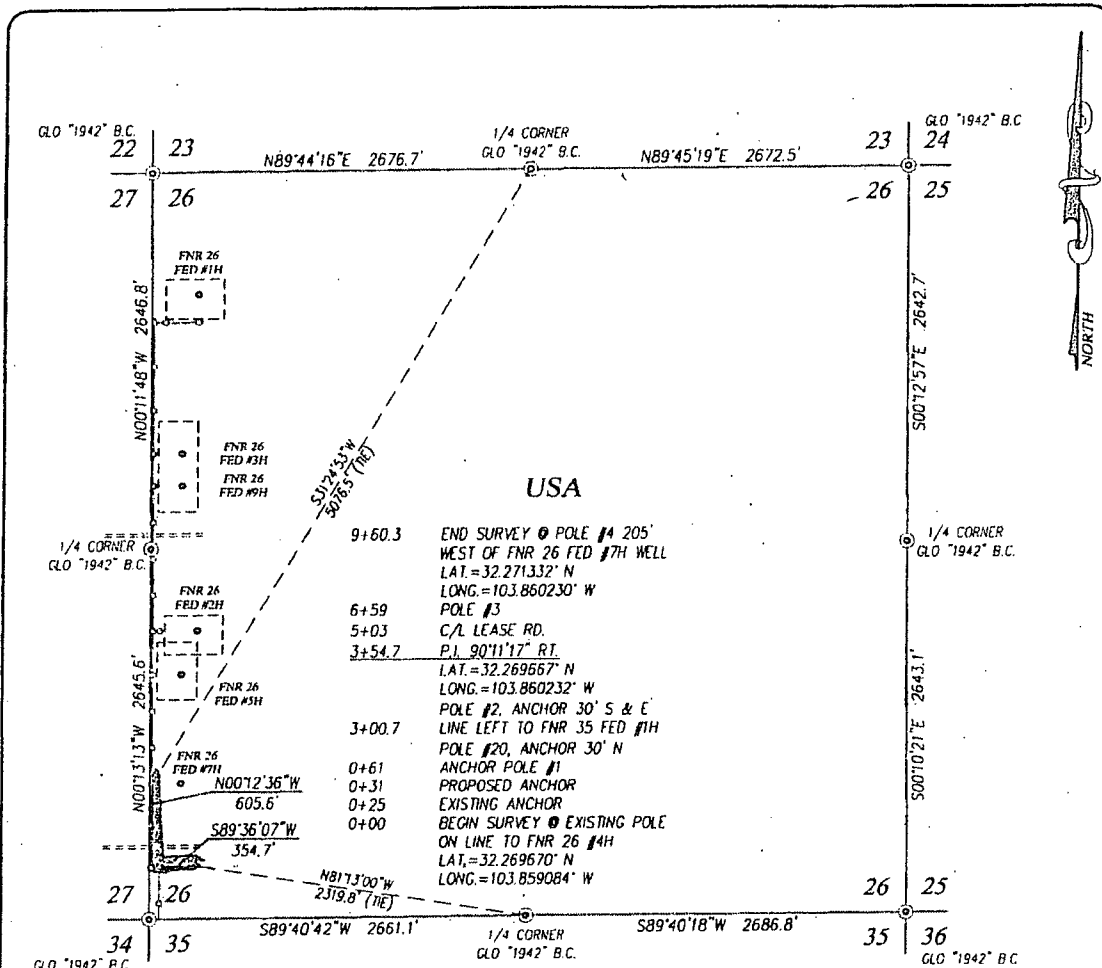 GLO "1942" B.C.
22 23
27 26
N89°44'16"E 2676.7'
1/4 CORNER
GLO "1942" B.C.
N89°45'19"E 2672.5'
GLO "1942" B.C
23 24
26 25
NORTH
FNR 26
FED #1H
N00°11'48"W 2646.8'
S00°12'57"E 2642.7'
FNR 26
FED #3H
FNR 26
FED #9H
S31°24'53"W
5076.5' (TIE)
USA
1/4 CORNER
GLO "1942" B.C.
1/4 CORNER
GLO "1942" B.C.
9+60.3 END SURVEY @ POLE #4 205'
WEST OF FNR 26 FED #7H WELL
LAT.=32.271332° N
LONG.=103.860230° W
6+59 POLE #3
5+03 C/L LEASE RD.
3+54.7 P.I. 90°11'17" RT.
LAT.=32.269667° N
LONG.=103.860232° W
POLE #2, ANCHOR 30' S & E
3+00.7 LINE LEFT TO FNR 35 FED #1H
POLE #20, ANCHOR 30' N
0+61 ANCHOR POLE #1
0+31 PROPOSED ANCHOR
0+25 EXISTING ANCHOR
0+00 BEGIN SURVEY @ EXISTING POLE
ON LINE TO FNR 26 #4H
LAT.=32.269670° N
LONG.=103.859084° W
FNR 26
FED #2H
FNR 26
FED #5H
N00°13'13"W 2645.6'
S00°10'21"E 2643.1'
FNR 26
FED #7H
N00°12'36"W
605.6'
S89°36'07"W
354.7'
N81°13'00"W
2319.8' (TIE)
27 26
34 35
GLO "1942" B.C.
S89°40'42"W 2661.1'
1/4 CORNER
GLO "1942" B.C.
S89°40'18"W 2686.8'
26 25
35 36
GLO "1942" B.C.